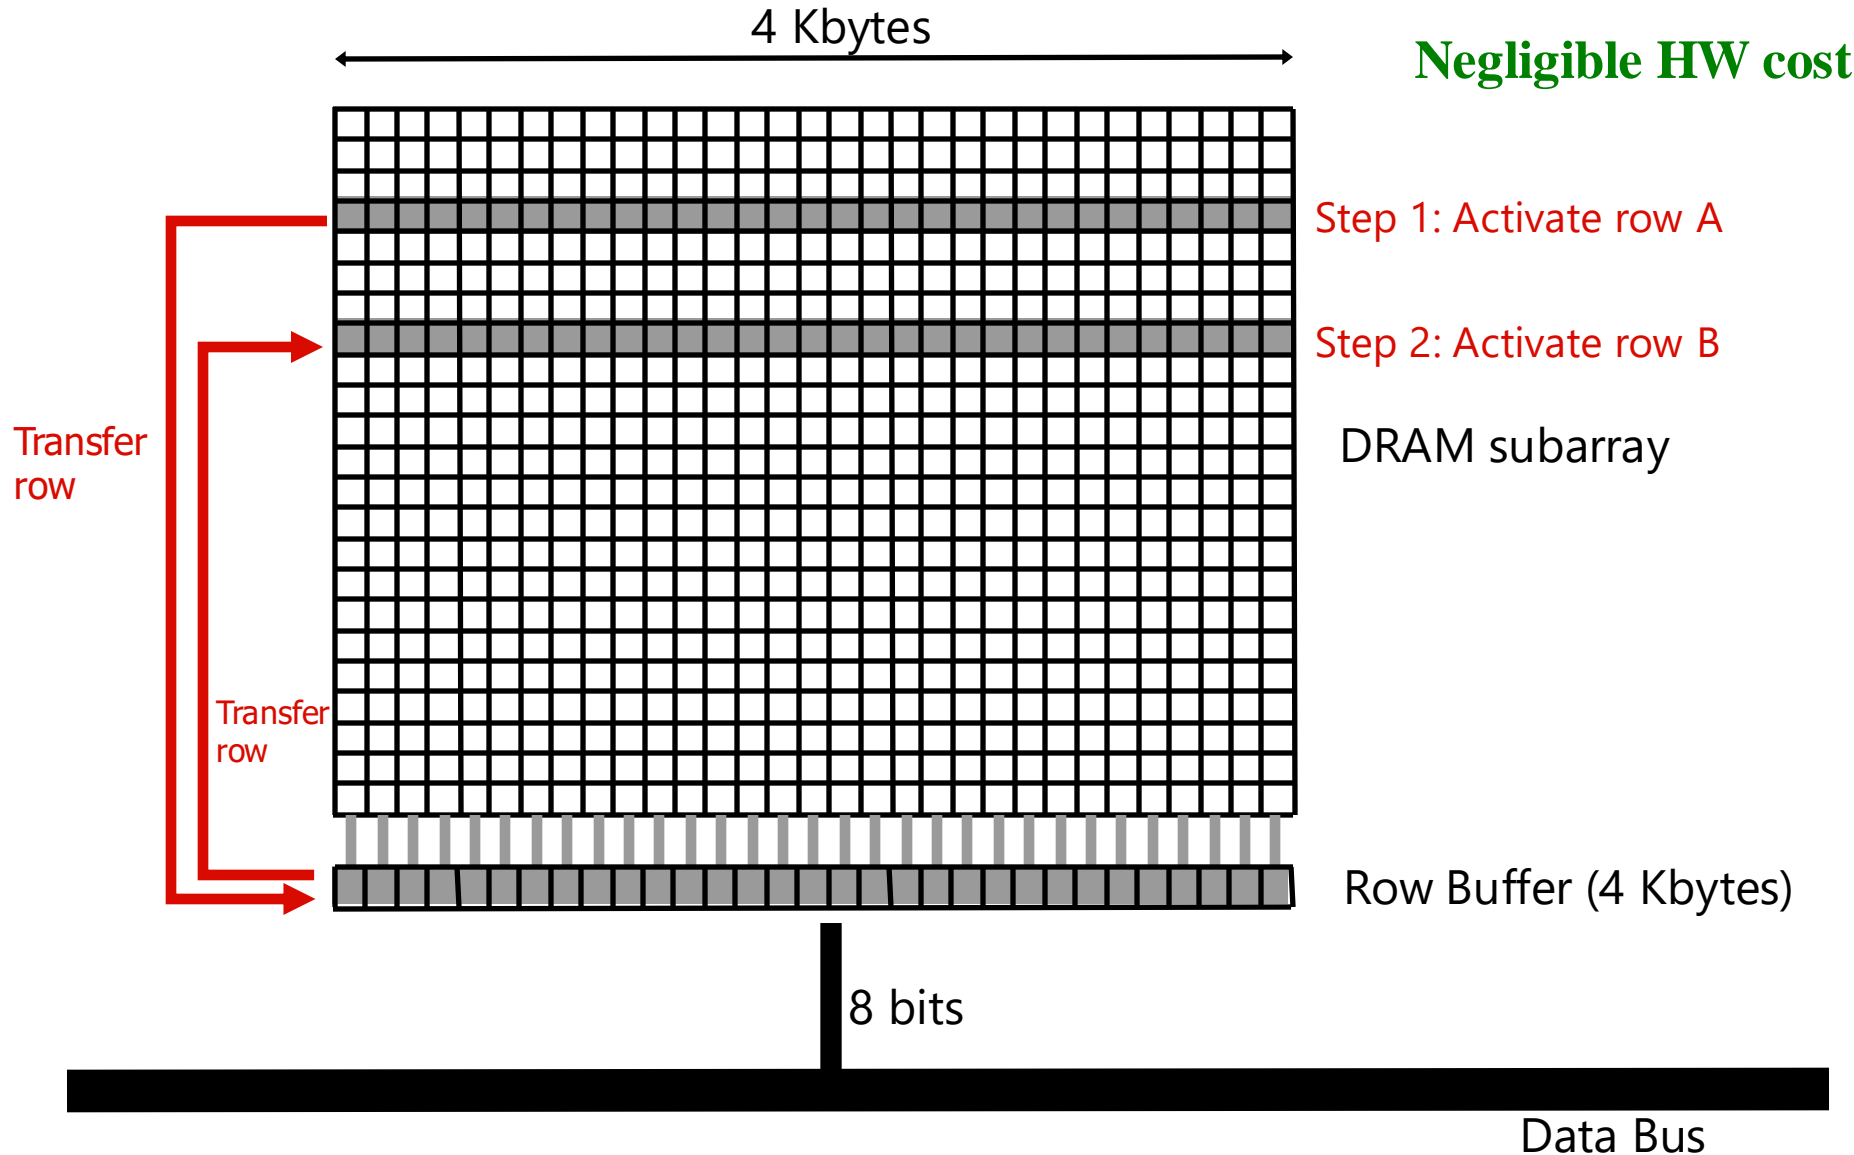 4 Kbytes
Negligible HW cost
Step 1: Activate row A
Step 2: Activate row B
Transfer
row
DRAM subarray
Transfer
row
Row Buffer (4 Kbytes)
8 bits
Data Bus